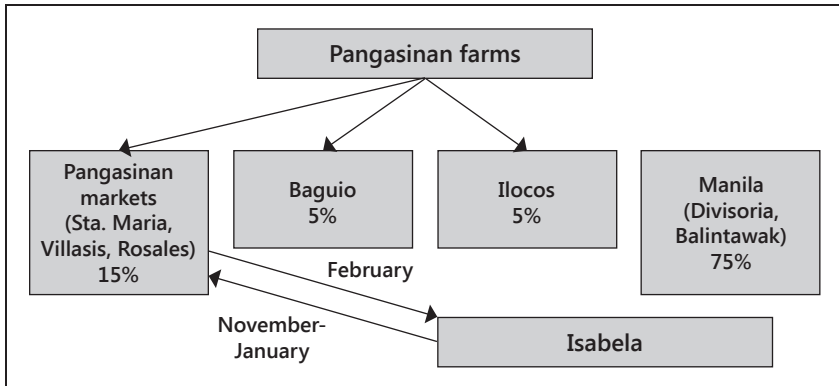 Pangasinan farms
Pangasinan
markets
(Sta. Maria,
Villasis, Rosales)
15%
Baguio
5%
Ilocos
5%
Manila
(Divisoria,
Balintawak)
75%
February
November-
January
Isabela